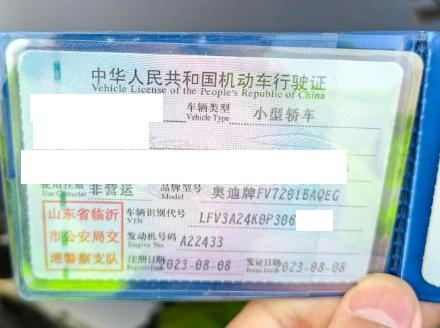 中华人民共和国机动车行驶证
Vehicle License of the People's Republic of China
车辆类型 小型轿车
Vehicle Type
非营运 品牌型号 奥迪牌FV7201BAQEG
Use Character Model
山东省临沂 车辆识别代号 LFV3A24K0P306
VIN
市公安局交 发动机号码 A22433
Engine No.
通警察支队 注册日期 2023-08-08 发证日期 2023-08-08
Register Date Issue Date